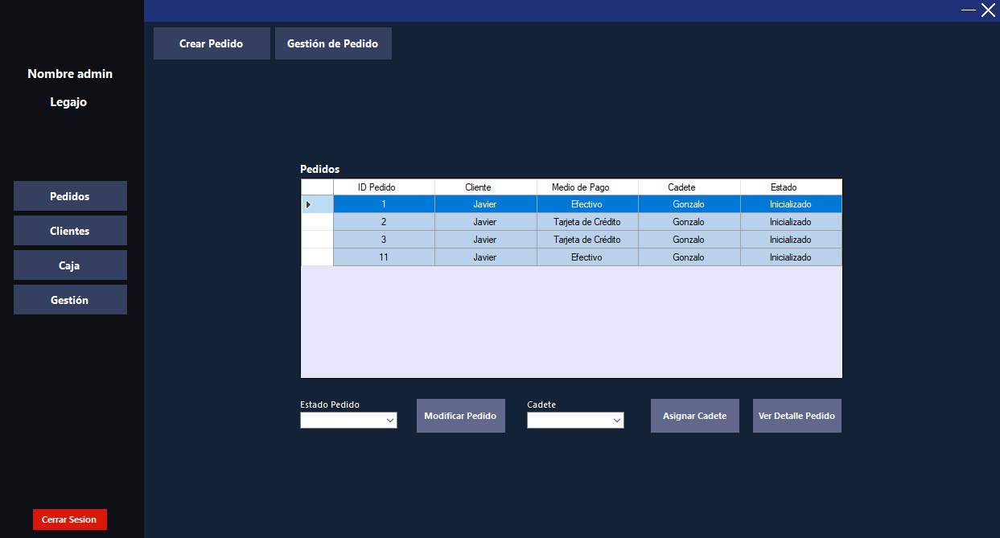 Crear Pedido Gestión de Pedido
Nombre admin
Legajo
Pedidos
Clientes
Caja
Gestión
Cerrar Sesion
Pedidos
ID Pedido Cliente Medio de Pago Cadete Estado
1 Javier Efectivo Gonzalo Inicializado
2 Javier Tarjeta de Crédito Gonzalo Inicializado
3 Javier Tarjeta de Crédito Gonzalo Inicializado
11 Javier Efectivo Gonzalo Inicializado
Estado Pedido
Modificar Pedido
Cadete
Asignar Cadete
Ver Detalle Pedido